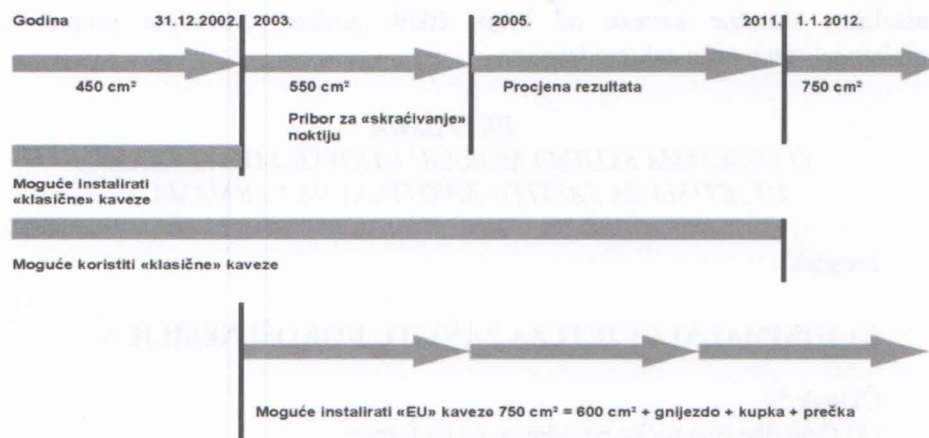 Godina 31.12.2002. 2003. 2005. 2011. 1.1.2012.
450 cm² 550 cm² Procjena rezultata 750 cm²
Pribor za «skraćivanje»
noktiju
Moguće instalirati
«klasične» kaveze
Moguće koristiti «klasične» kaveze
Moguće instalirati «EU» kaveze 750 cm² = 600 cm² + gnijezdo + kupka + prečka